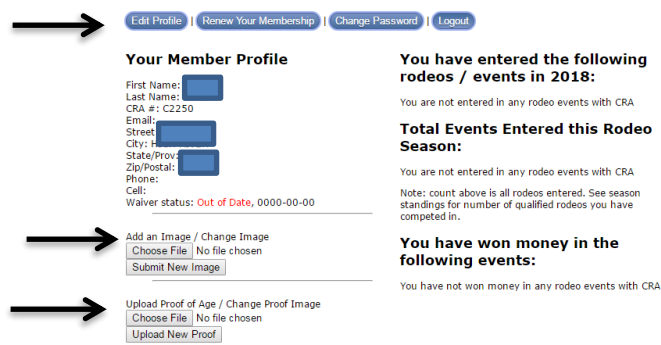 Edit Profile | Renew Your Membership | Change Password | Logout
Your Member Profile
First Name:
Last Name:
CRA #: C2250
Email:
Street
City:
State/Prov:
Zip/Postal:
Phone:
Cell:
Waiver status: Out of Date, 0000-00-00
Add an Image / Change Image
Choose File No file chosen
Submit New Image
Upload Proof of Age / Change Proof Image
Choose File No file chosen
Upload New Proof
You have entered the following
rodeos / events in 2018:
You are not entered in any rodeo events with CRA
Total Events Entered this Rodeo
Season:
You are not entered in any rodeo events with CRA
Note: count above is all rodeos entered. See season
standings for number of qualified rodeos you have
competed in.
You have won money in the
following events:
You have not won money in any rodeo events with CRA